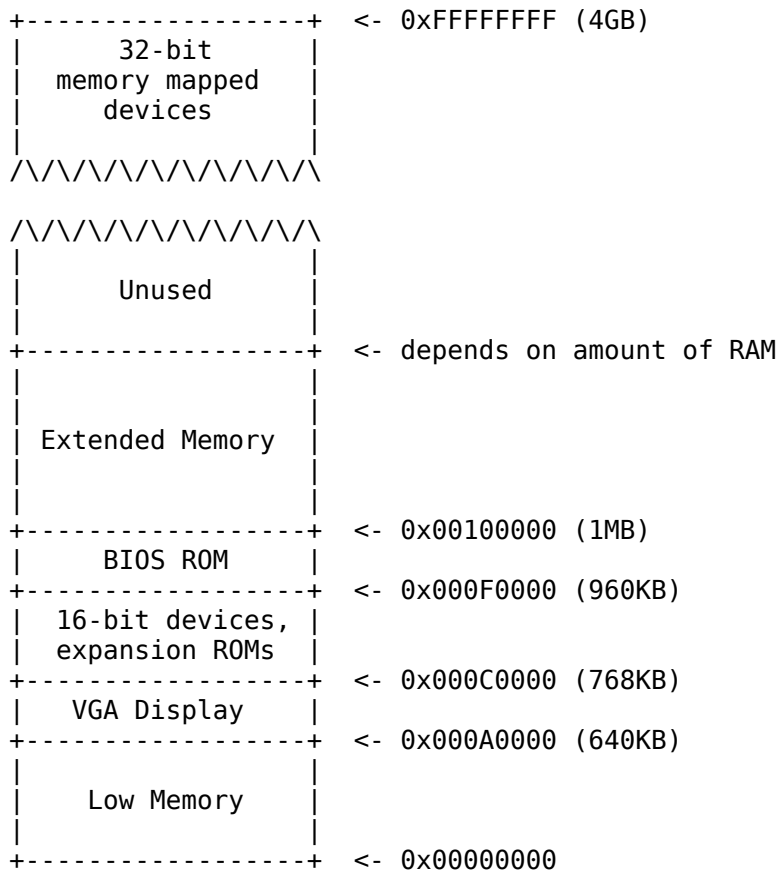 +------------------+  <- 0xFFFFFFFF (4GB)
|      32-bit      |
|  memory mapped   |
|     devices      |
|                  |
/\/\/\/\/\/\/\/\/\/\

/\/\/\/\/\/\/\/\/\/\
|                  |
|      Unused      |
|                  |
+------------------+  <- depends on amount of RAM
|                  |
|                  |
| Extended Memory  |
|                  |
|                  |
+------------------+  <- 0x00100000 (1MB)
|     BIOS ROM     |
+------------------+  <- 0x000F0000 (960KB)
|  16-bit devices, |
|  expansion ROMs  |
+------------------+  <- 0x000C0000 (768KB)
|   VGA Display    |
+------------------+  <- 0x000A0000 (640KB)
|                  |
|    Low Memory    |
|                  |
+------------------+  <- 0x00000000